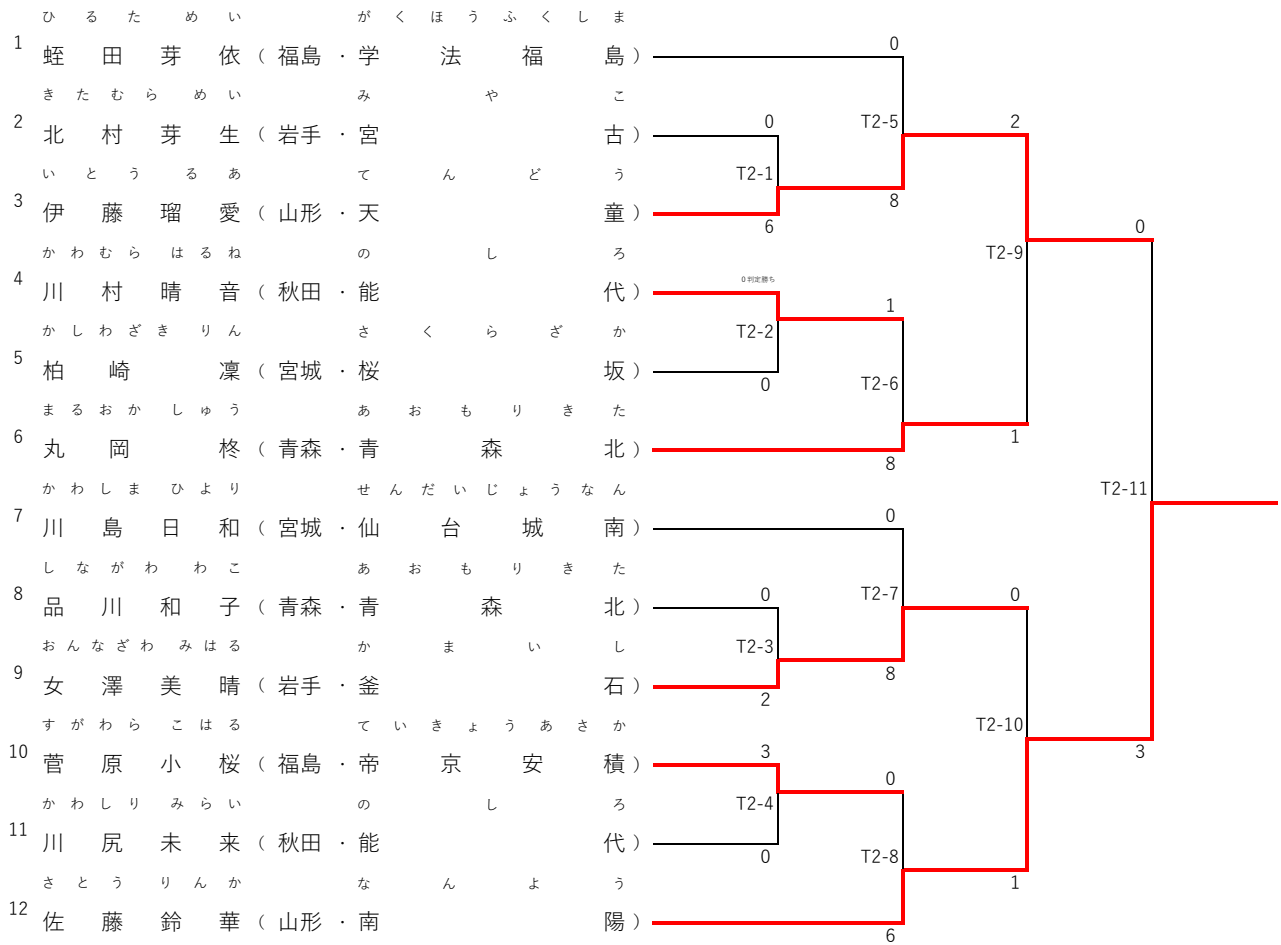 ひるため めい がくほうふくしま
1 蛭田芽依（福島・学法福島）
きたむら めい みやこ
2 北村芽生（岩手・宮古）
いとう るあ てんどう
3 伊藤瑠愛（山形・天童）
かわむら はるね のしろ
4 川村晴音（秋田・能代）
かしわざき りん さくらざか
5 柏崎凜（宮城・桜坂）
まるおか しゅう あおもりきた
6 丸岡柊（青森・青森北）
かわしま ひより せんだいじょうなん
7 川島日和（宮城・仙台城南）
しながわ わこ あおもりきた
8 品川和子（青森・青森北）
おんなざわ みはる かまいし
9 女澤美晴（岩手・釜石）
すがわら こはる ていきょうあさか
10 菅原小桜（福島・帝京安積）
かわしり みらい のしろ
11 川尻未来（秋田・能代）
さとう りんか なんよう
12 佐藤鈴華（山形・南陽）
0
T2-1
6
0判定勝ち
T2-2
0
0
T2-3
2
3
T2-4
0
0
T2-5
8
1
T2-6
8
0
T2-7
8
0
T2-8
6
2
T2-9
1
0
T2-10
1
0
T2-11
3